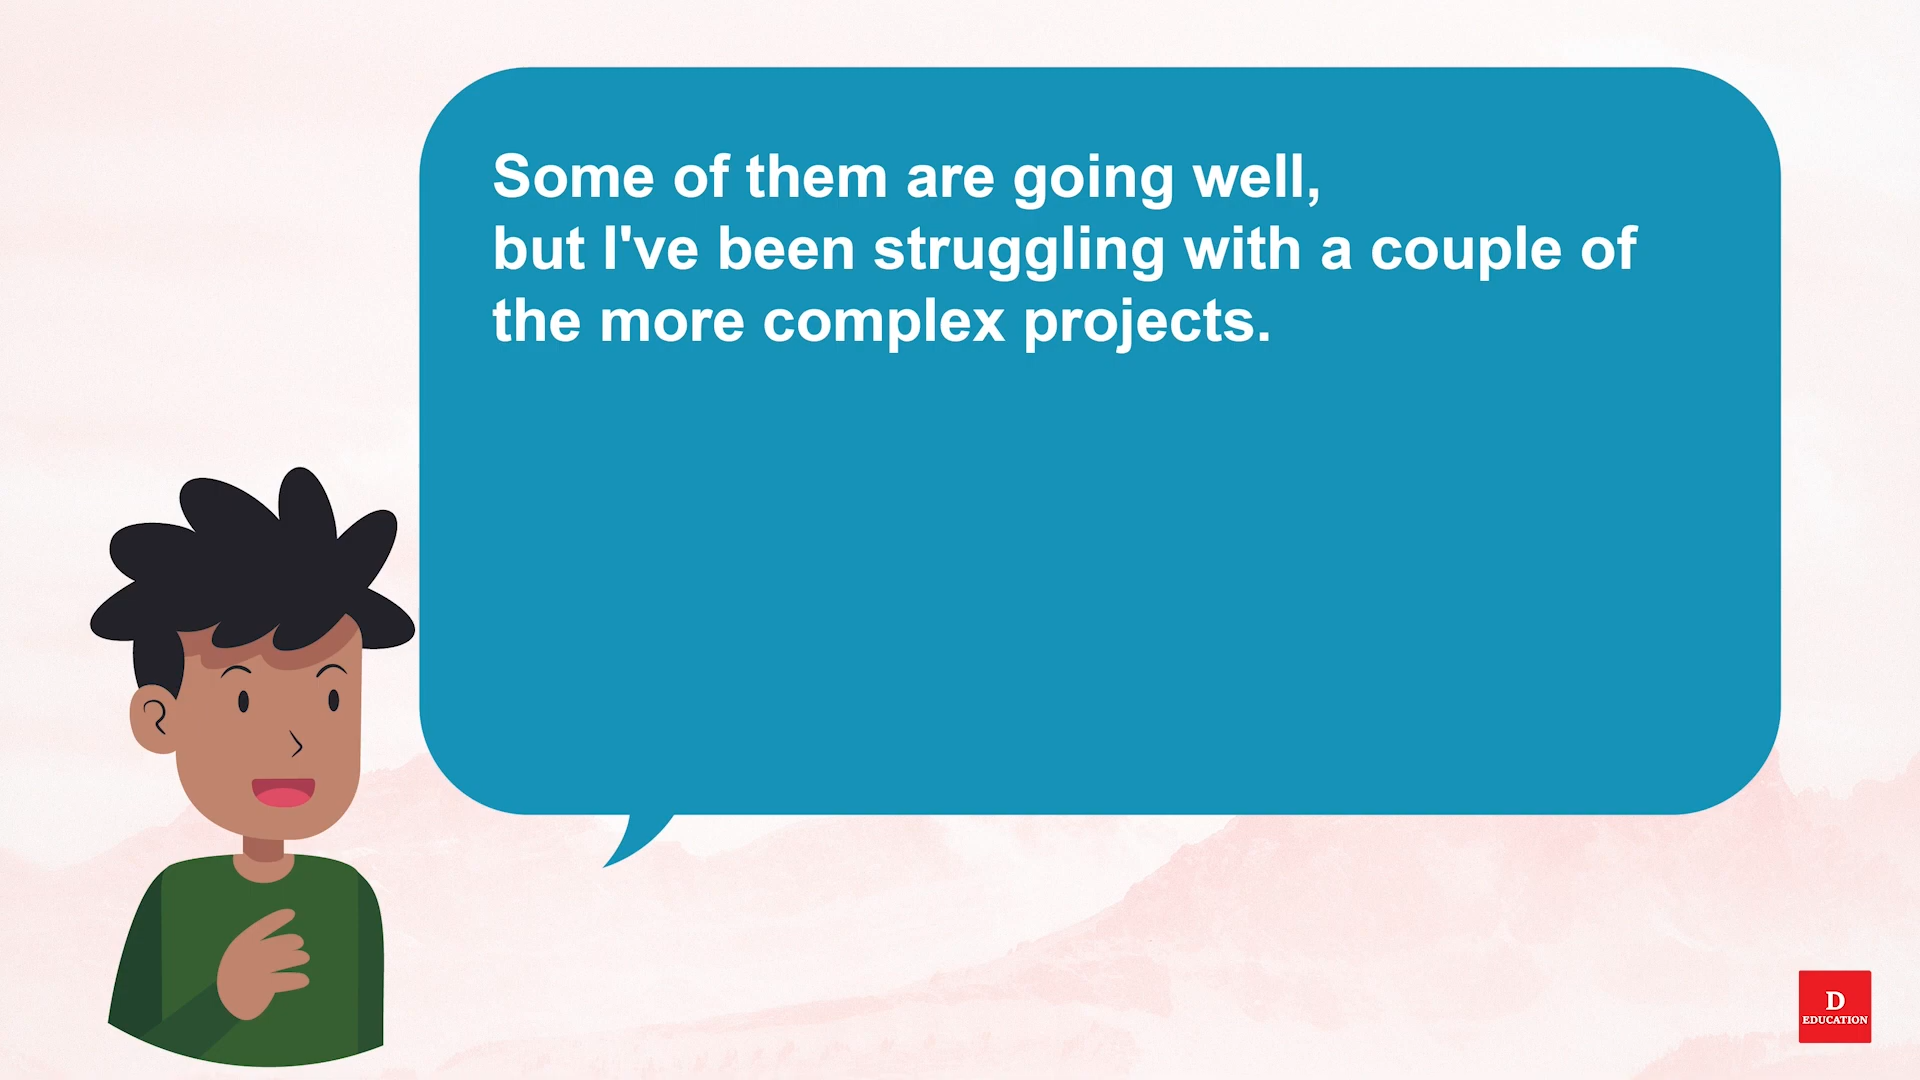 Some of them are going well,
but I've been struggling with a couple of
the more complex projects.
D
EDUCATION